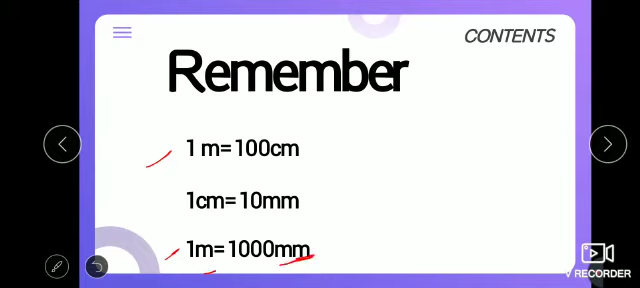 CONTENTS
Remember
1 m= 100cm
1cm= 10mm
1m= 1000mm
V RECORDER